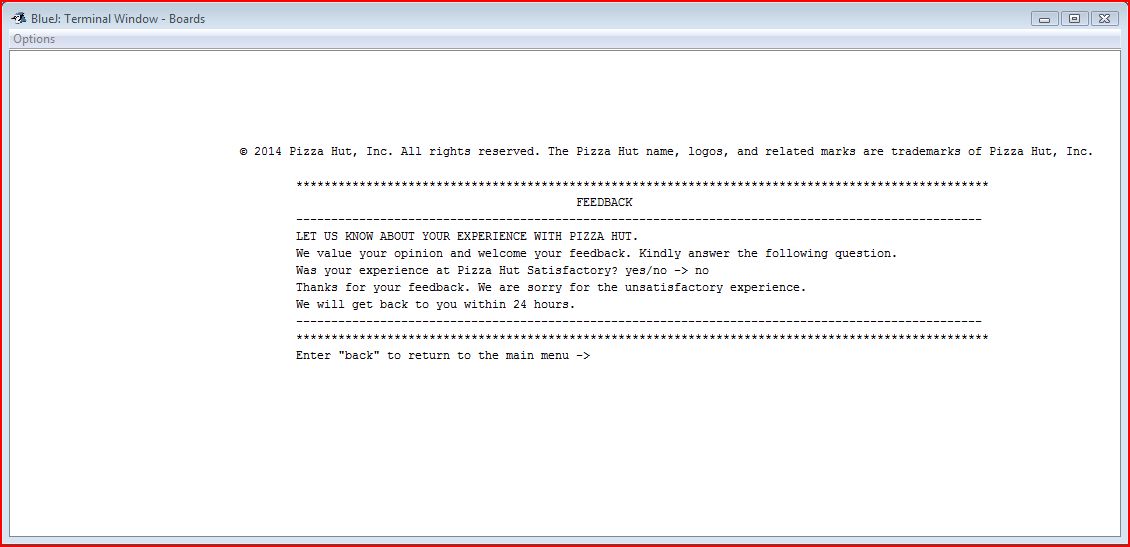 BlueJ: Terminal Window - Boards
Options
© 2014 Pizza Hut, Inc. All rights reserved. The Pizza Hut name, logos, and related marks are trademarks of Pizza Hut, Inc.
***************************************************************************************************
FEEDBACK
--------------------------------------------------------------------------------------------------
LET US KNOW ABOUT YOUR EXPERIENCE WITH PIZZA HUT.
We value your opinion and welcome your feedback. Kindly answer the following question.
Was your experience at Pizza Hut Satisfactory? yes/no -> no
Thanks for your feedback. We are sorry for the unsatisfactory experience.
We will get back to you within 24 hours.
--------------------------------------------------------------------------------------------------
***************************************************************************************************
Enter "back" to return to the main menu ->